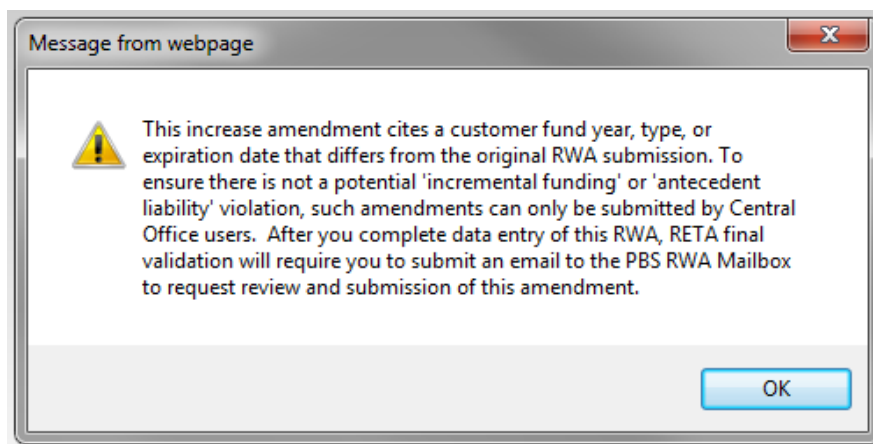 Message from webpage
This increase amendment cites a customer fund year, type, or
expiration date that differs from the original RWA submission. To
ensure there is not a potential 'incremental funding' or 'antecedent
liability' violation, such amendments can only be submitted by Central
Office users.  After you complete data entry of this RWA, RETA final
validation will require you to submit an email to the PBS RWA Mailbox
to request review and submission of this amendment.
OK